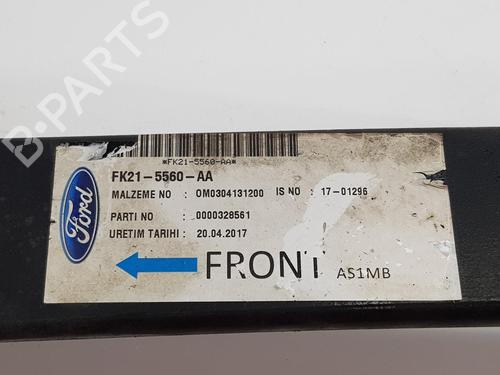 *FK21-5560-AA*
FK21-5560-AA
MALZEME NO : OM0304131200 IS NO : 17-01296
PARTI NO : 0000328561
URETIM TARIHI : 20.04.2017
Ford
FRONT AS1MB
B-PARTS